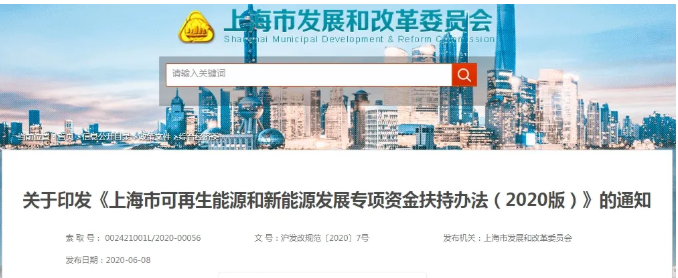 上海市发展和改革委员会
Shanghai Municipal Development & Reform Commission
请输入关键词
关于印发《上海市可再生能源和新能源发展专项资金扶持办法（2020版）》的通知
索 取 号： 002421001L/2020-00056 文 号：沪发改规范〔2020〕7号 发布机关：上海市发展和改革委员会
发布日期：2020-06-08